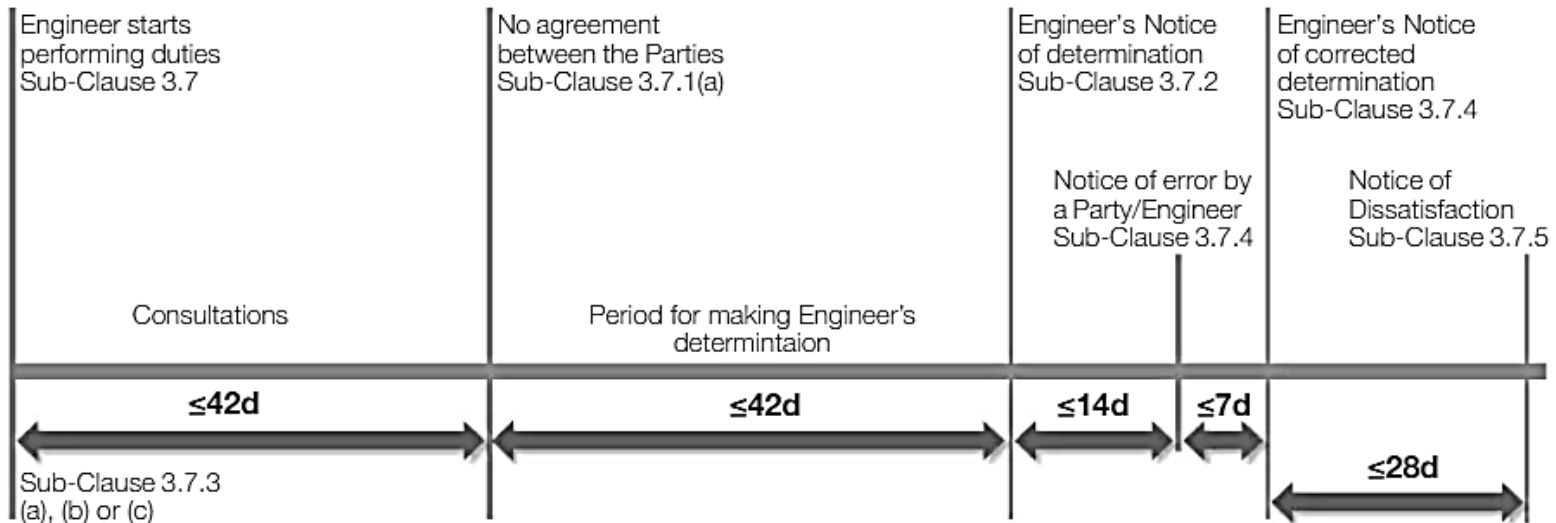 Engineer starts
performing duties
Sub-Clause 3.7
No agreement
between the Parties
Sub-Clause 3.7.1(a)
Engineer’s Notice
of determination
Sub-Clause 3.7.2
Engineer’s Notice
of corrected
determination
Sub-Clause 3.7.4
Notice of error by
a Party/Engineer
Sub-Clause 3.7.4
Notice of
Dissatisfaction
Sub-Clause 3.7.5
Consultations
Period for making Engineer’s
determintaion
≤42d
≤42d
≤14d
≤7d
≤28d
Sub-Clause 3.7.3
(a), (b) or (c)